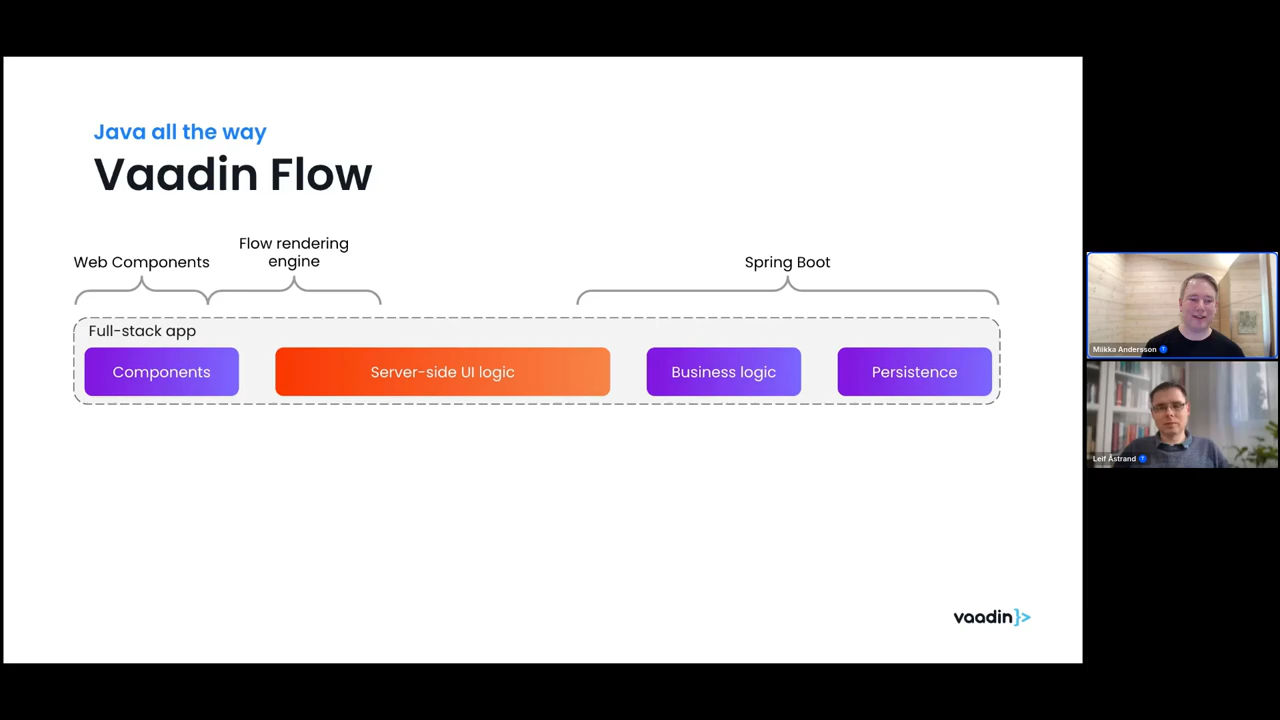 Java all the way
Vaadin Flow
Web Components
Flow rendering
engine
Spring Boot
Full-stack app
Components
Server-side UI logic
Business logic
Persistence
vaadin}>
Miikka Andersson
Leif Åstrand